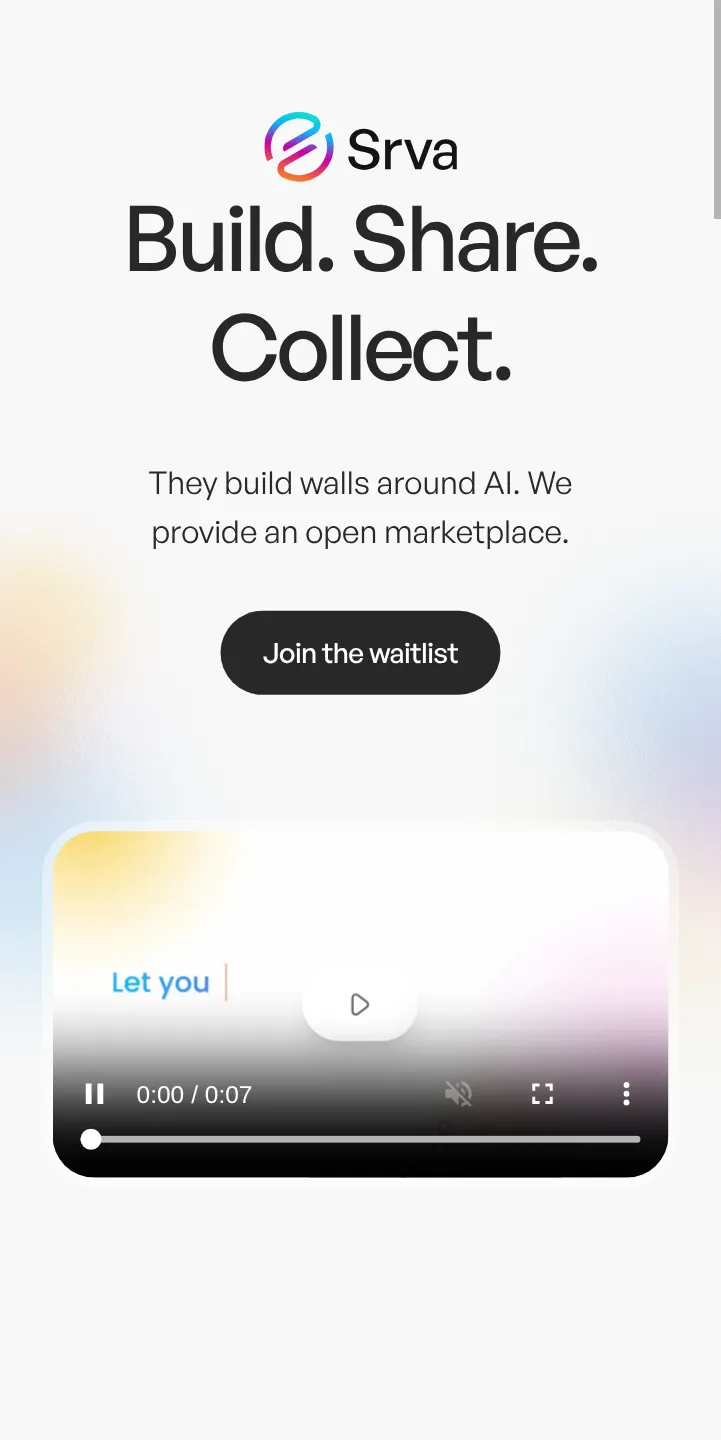 Srva
Build. Share.
Collect.
They build walls around AI. We
provide an open marketplace.
Join the waitlist
Let you
0:00 / 0:07